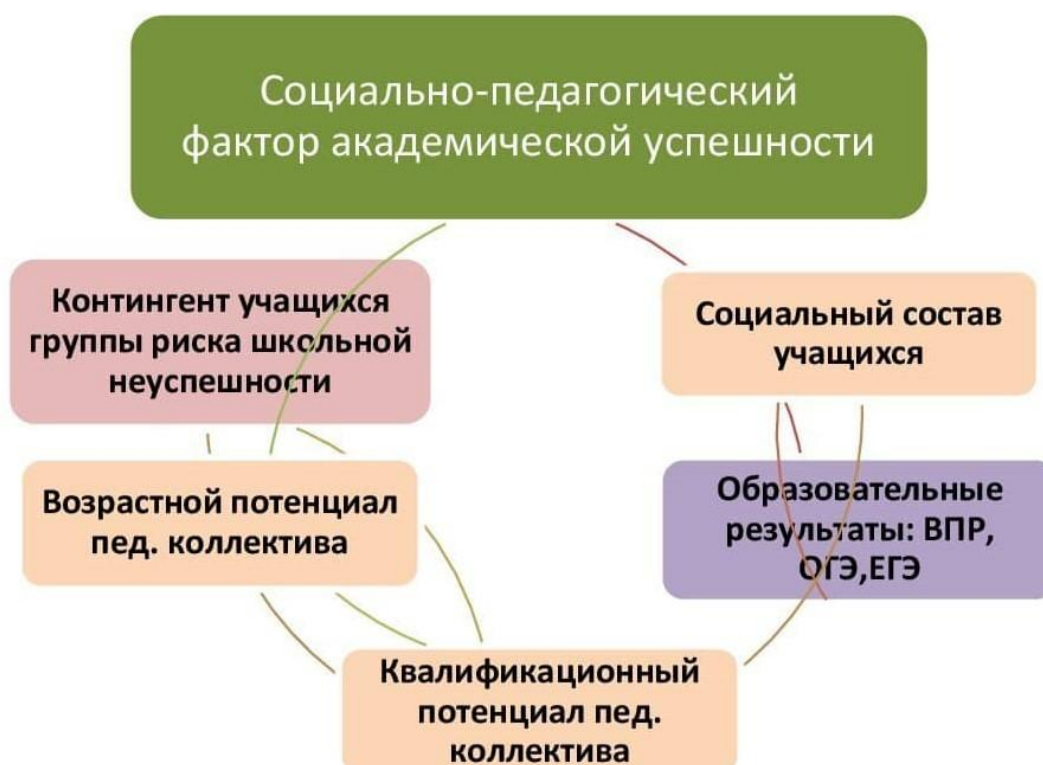 Социально-педагогический
фактор академической успешности
Контингент учащихся
группы риска школьной
неуспешности
Социальный состав
учащихся
Возрастной потенциал
пед. коллектива
Образовательные
результаты: ВПР,
ОГЭ,ЕГЭ
Квалификационный
потенциал пед.
коллектива